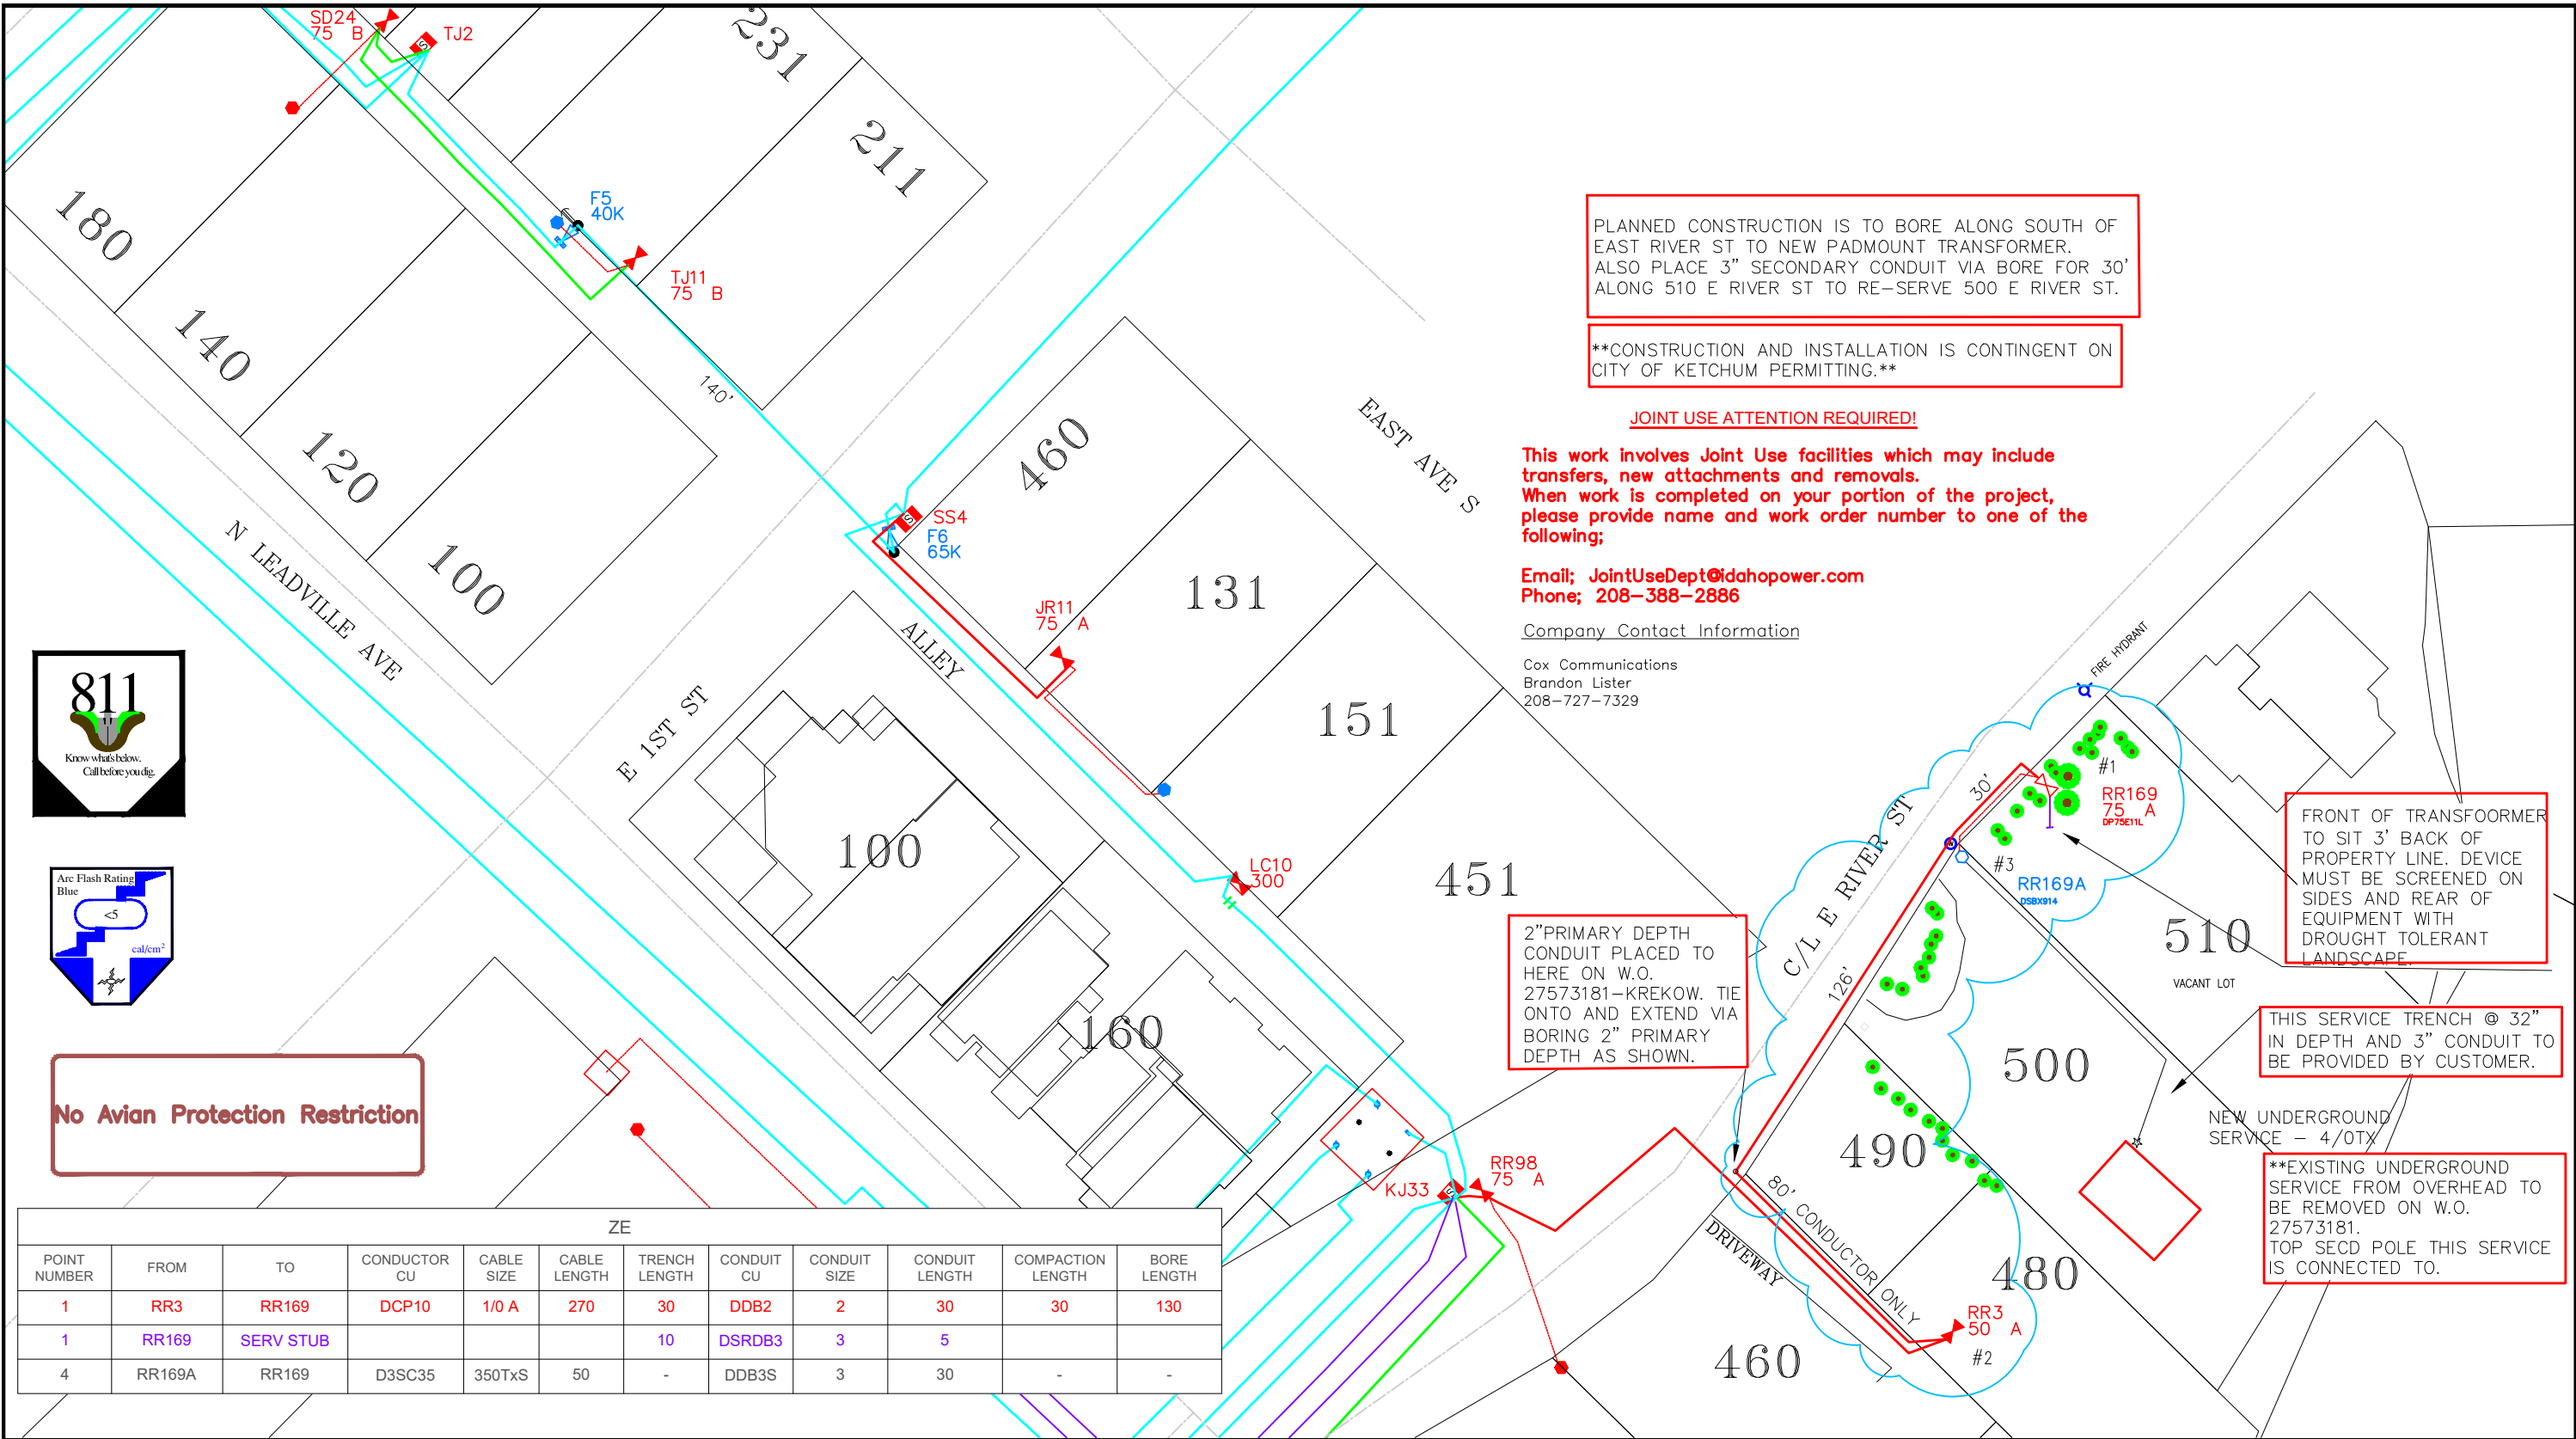 SD24
75 B
TJ2
231
211
F5
40K
TJ11
75 B
180
140
120
100
140'
N LEADVILLE AVE
460
EAST AVE S
SS4
F6
65K
131
JR11
75 A
ALLEY
151
E 1ST ST
100
LC10
300
451
160
KJ33
RR98
75 A
PLANNED CONSTRUCTION IS TO BORE ALONG SOUTH OF
EAST RIVER ST TO NEW PADMOUNT TRANSFORMER.
ALSO PLACE 3" SECONDARY CONDUIT VIA BORE FOR 30'
ALONG 510 E RIVER ST TO RE-SERVE 500 E RIVER ST.
**CONSTRUCTION AND INSTALLATION IS CONTINGENT ON
CITY OF KETCHUM PERMITTING.**
JOINT USE ATTENTION REQUIRED!
This work involves Joint Use facilities which may include
transfers, new attachments and removals.
When work is completed on your portion of the project,
please provide name and work order number to one of the
following;
Email; JointUseDept@idahopower.com
Phone; 208-388-2886
Company Contact Information
Cox Communications
Brandon Lister
208-727-7329
FIRE HYDRANT
#1
30'
RR169
75 A
DP75E11L
C/L E RIVER ST
#3
RR169A
DSBX914
510
VACANT LOT
126'
500
490
80' CONDUCTOR ONLY
DRIVEWAY
480
RR3
50 A
#2
460
2"PRIMARY DEPTH
CONDUIT PLACED TO
HERE ON W.O.
27573181-KREKOW. TIE
ONTO AND EXTEND VIA
BORING 2" PRIMARY
DEPTH AS SHOWN.
FRONT OF TRANSFOORMER
TO SIT 3' BACK OF
PROPERTY LINE. DEVICE
MUST BE SCREENED ON
SIDES AND REAR OF
EQUIPMENT WITH
DROUGHT TOLERANT
LANDSCAPE.
THIS SERVICE TRENCH @ 32"
IN DEPTH AND 3" CONDUIT TO
BE PROVIDED BY CUSTOMER.
NEW UNDERGROUND
SERVICE - 4/0TX
**EXISTING UNDERGROUND
SERVICE FROM OVERHEAD TO
BE REMOVED ON W.O.
27573181.
TOP SECD POLE THIS SERVICE
IS CONNECTED TO.
811
Know what's below.
Call before you dig.
Arc Flash Rating
Blue
<5
cal/cm²
No Avian Protection Restriction
ZE
POINT NUMBER FROM TO CONDUCTOR CU CABLE SIZE CABLE LENGTH TRENCH LENGTH CONDUIT CU CONDUIT SIZE CONDUIT LENGTH COMPACTION LENGTH BORE LENGTH
1 RR3 RR169 DCP10 1/0 A 270 30 DDB2 2 30 30 130
1 RR169 SERV STUB 10 DSRDB3 3 5
4 RR169A RR169 D3SC35 350TxS 50 - DDB3S 3 30 - -